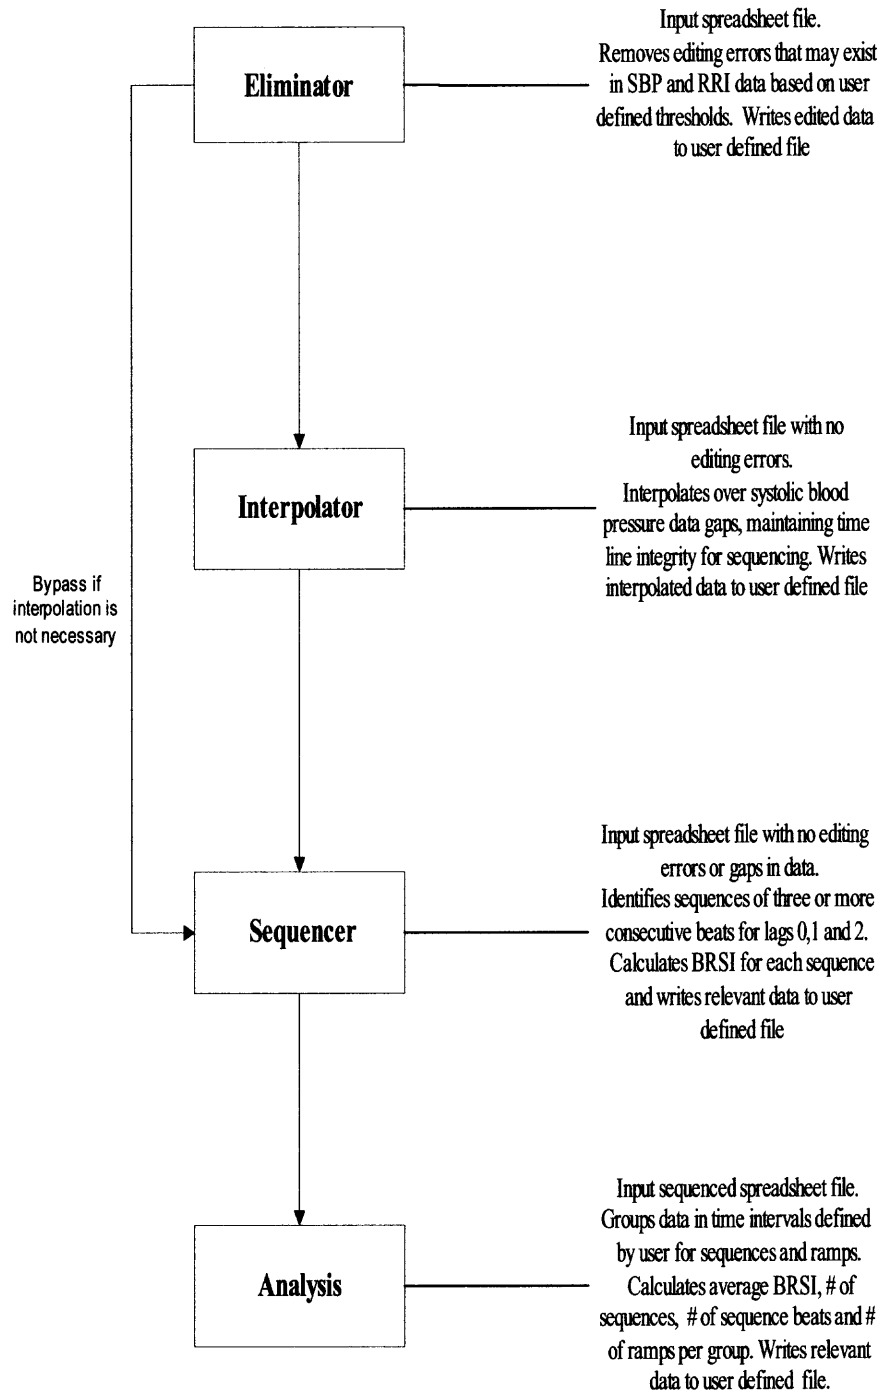 Eliminator
Input spreadsheet file.
Removes editing errors that may exist
in SBP and RRI data based on user
defined thresholds. Writes edited data
to user defined file
Interpolator
Input spreadsheet file with no
editing errors.
Interpolates over systolic blood
pressure data gaps, maintaining time
line integrity for sequencing. Writes
interpolated data to user defined file
Bypass if
interpolation is
not necessary
Sequencer
Input spreadsheet file with no editing
errors or gaps in data.
Identifies sequences of three or more
consecutive beats for lags 0,1 and 2.
Calculates BRSI for each sequence
and writes relevant data to user
defined file
Analysis
Input sequenced spreadsheet file.
Groups data in time intervals defined
by user for sequences and ramps.
Calculates average BRSI, # of
sequences, # of sequence beats and #
of ramps per group. Writes relevant
data to user defined file.